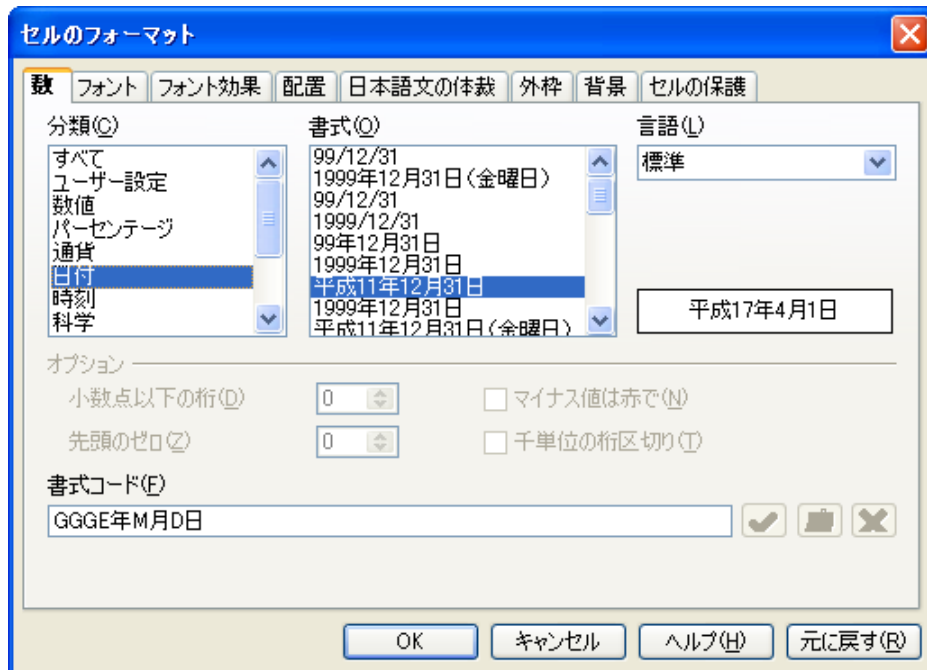 セルのフォーマット
数 フォント フォント効果 配置 日本語文の体裁 外枠 背景 セルの保護
分類(C)
すべて
ユーザー設定
数値
パーセンテージ
通貨
日付
時刻
科学
書式(O)
99/12/31
1999年12月31日(金曜日)
99/12/31
1999/12/31
99年12月31日
1999年12月31日
平成11年12月31日
1999年12月31日
平成11年12月31日(金曜日)
言語(L)
標準
平成17年4月1日
オプション
小数点以下の桁(D) 0 マイナス値は赤で(N)
先頭のゼロ(Z) 0 千単位の桁区切り(T)
書式コード(F)
GGGE年M月D日
OK キャンセル ヘルプ(H) 元に戻す(R)